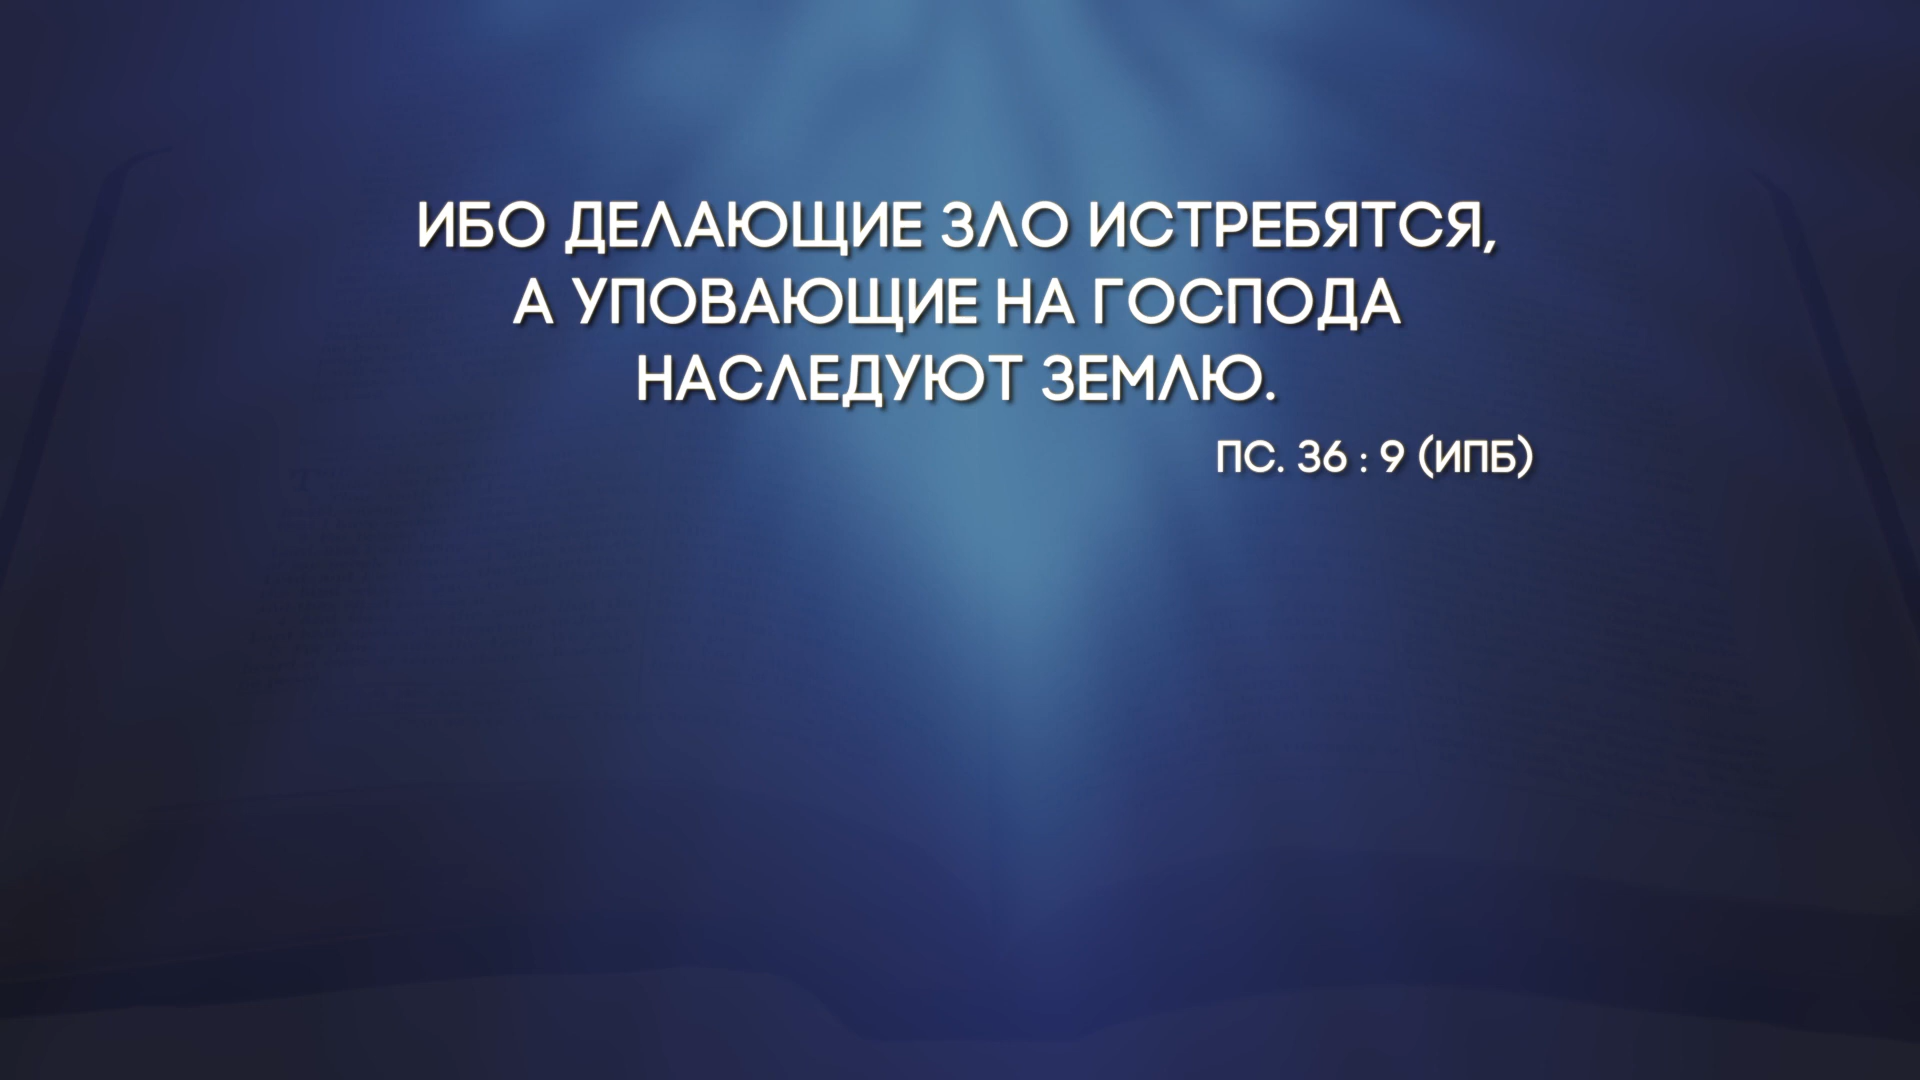 ИБО ДЕЛАЮЩИЕ ЗЛО ИСТРЕБЯТСЯ,
А УПОВАЮЩИЕ НА ГОСПОДА
НАСЛЕДУЮТ ЗЕМЛЮ.
ПС. 36 : 9 (ИПБ)